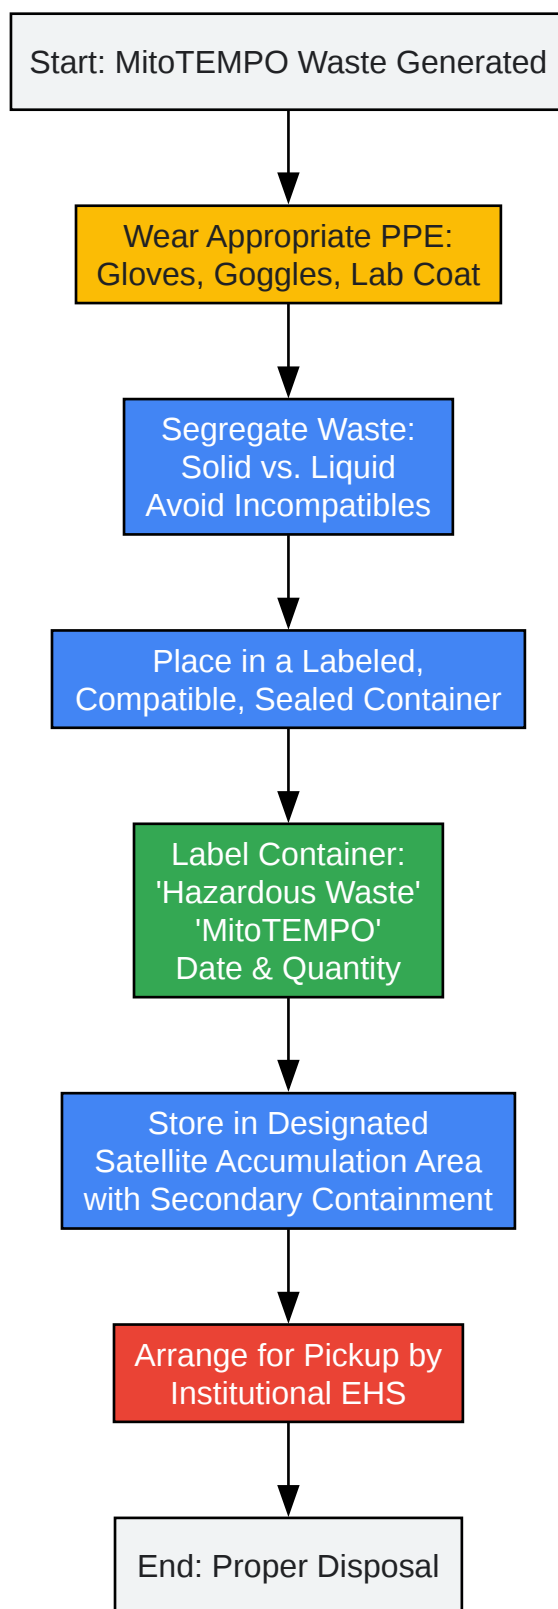 Start: MitoTEMPO Waste Generated
Wear Appropriate PPE:
Gloves, Goggles, Lab Coat
Segregate Waste:
Solid vs. Liquid
Avoid Incompatibles
Place in a Labeled,
Compatible, Sealed Container
Label Container:
'Hazardous Waste'
'MitoTEMPO'
Date & Quantity
Store in Designated
Satellite Accumulation Area
with Secondary Containment
Arrange for Pickup by
Institutional EHS
End: Proper Disposal